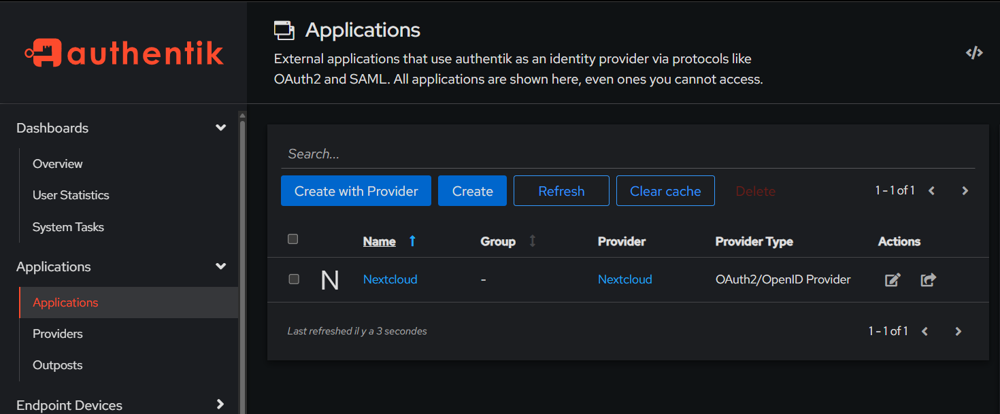 authentik
Applications
External applications that use authentik as an identity provider via protocols like
OAuth2 and SAML. All applications are shown here, even ones you cannot access.
Dashboards
Overview
User Statistics
System Tasks
Applications
Applications
Providers
Outposts
Endpoint Devices
Search...
Create with Provider Create Refresh Clear cache Delete 1 - 1 of 1
Name Group Provider Provider Type Actions
N Nextcloud - Nextcloud OAuth2/OpenID Provider
Last refreshed il y a 3 secondes 1 - 1 of 1